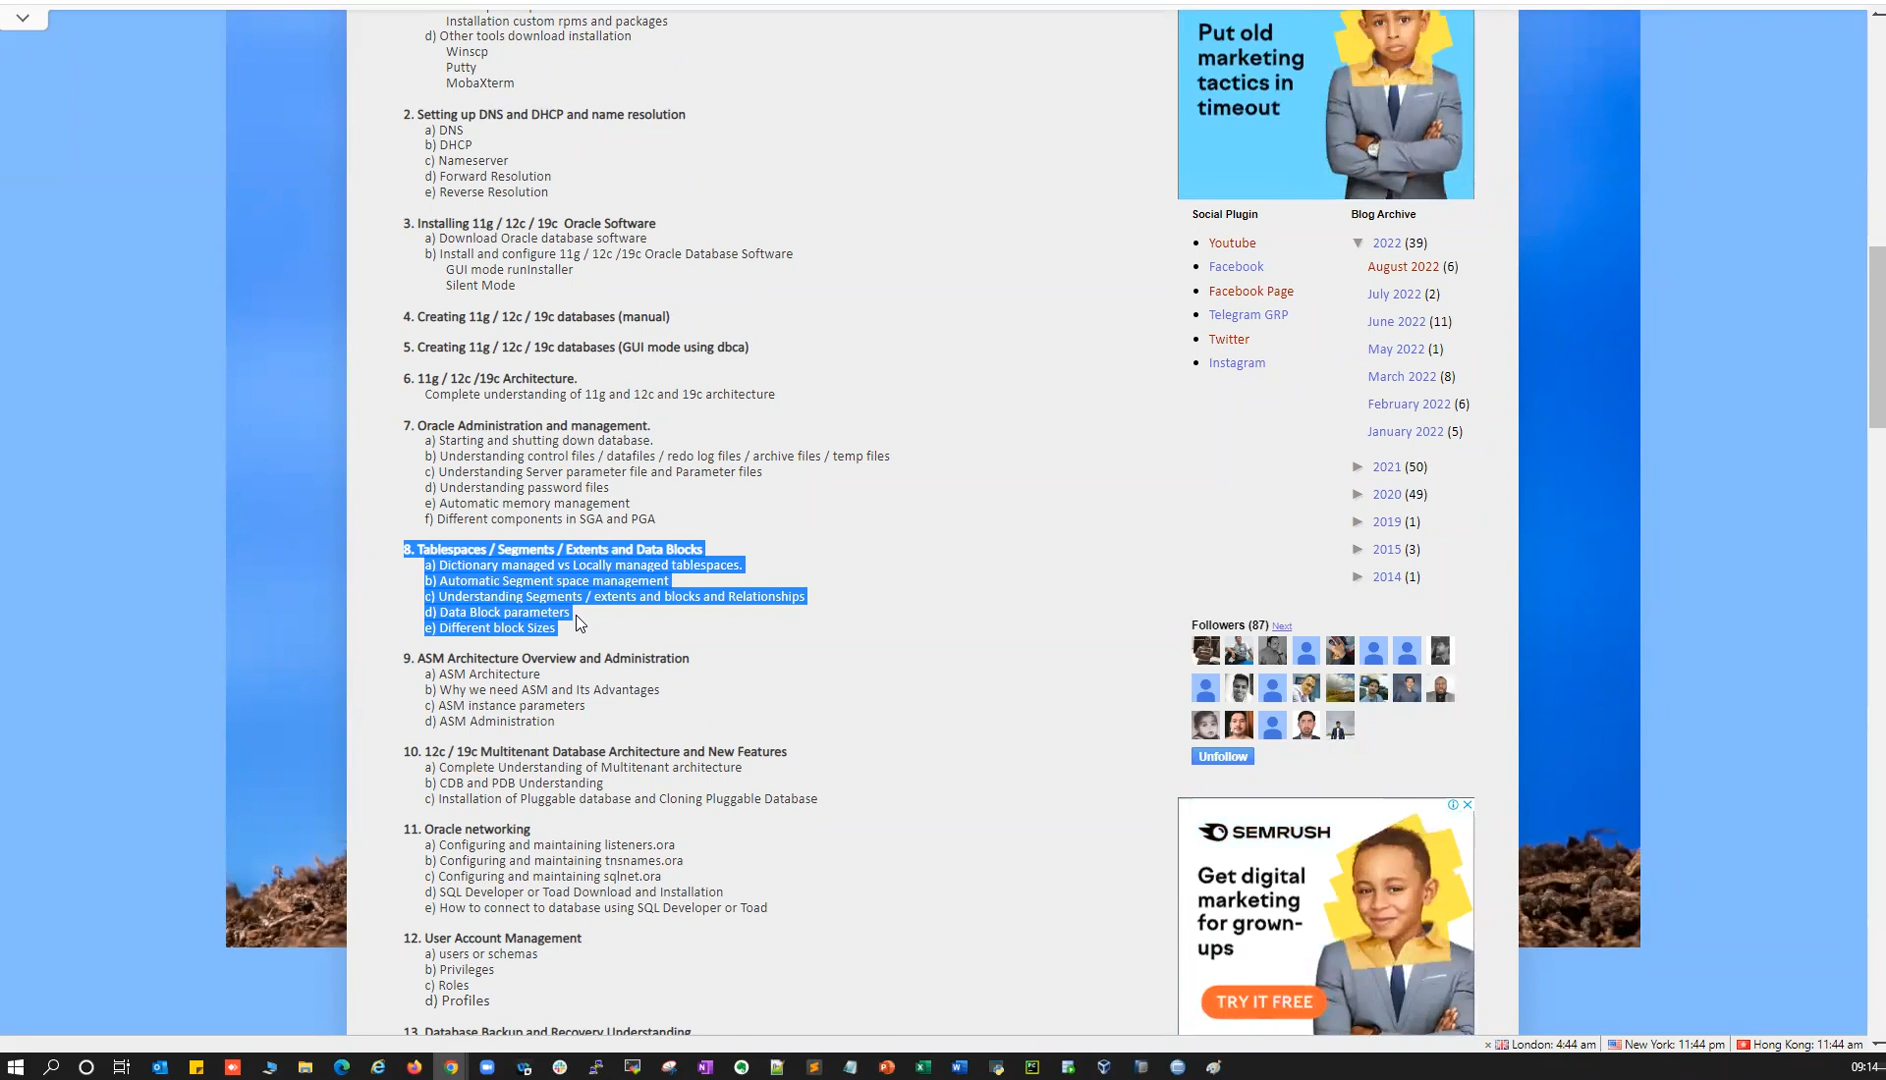 Installation custom rpms and packages
d) Other tools download installation
Winscp
Putty
MobaXterm
2. Setting up DNS and DHCP and name resolution
a) DNS
b) DHCP
c) Nameserver
d) Forward Resolution
e) Reverse Resolution
3. Installing 11g / 12c / 19c  Oracle Software
a) Download Oracle database software
b) Install and configure 11g / 12c /19c Oracle Database Software
GUI mode runInstaller
Silent Mode
4. Creating 11g / 12c / 19c databases (manual)
5. Creating 11g / 12c / 19c databases (GUI mode using dbca)
6. 11g / 12c /19c Architecture.
Complete understanding of 11g and 12c and 19c architecture
7. Oracle Administration and management.
a) Starting and shutting down database.
b) Understanding control files / datafiles / redo log files / archive files / temp files
c) Understanding Server parameter file and Parameter files
d) Understanding password files
e) Automatic memory management
f) Different components in SGA and PGA
8. Tablespaces / Segments / Extents and Data Blocks
a) Dictionary managed vs Locally managed tablespaces.
b) Automatic Segment space management
c) Understanding Segments / extents and blocks and Relationships
d) Data Block parameters
e) Different block Sizes
9. ASM Architecture Overview and Administration
a) ASM Architecture
b) Why we need ASM and Its Advantages
c) ASM instance parameters
d) ASM Administration
10. 12c / 19c Multitenant Database Architecture and New Features
a) Complete Understanding of Multitenant architecture
b) CDB and PDB Understanding
c) Installation of Pluggable database and Cloning Pluggable Database
11. Oracle networking
a) Configuring and maintaining listeners.ora
b) Configuring and maintaining tnsnames.ora
c) Configuring and maintaining sqlnet.ora
d) SQL Developer or Toad Download and Installation
e) How to connect to database using SQL Developer or Toad
12. User Account Management
a) users or schemas
b) Privileges
c) Roles
d) Profiles
13. Database Backup and Recovery Understanding
Put old
marketing
tactics in
timeout
Social Plugin
Youtube
Facebook
Facebook Page
Telegram GRP
Twitter
Instagram
Blog Archive
▼ 2022 (39)
August 2022 (6)
July 2022 (2)
June 2022 (11)
May 2022 (1)
March 2022 (8)
February 2022 (6)
January 2022 (5)
► 2021 (50)
► 2020 (49)
► 2019 (1)
► 2015 (3)
► 2014 (1)
Followers (87) Next
Unfollow
SEMRUSH
Get digital
marketing
for grown-
ups
TRY IT FREE
London: 4:44 am New York: 11:44 pm Hong Kong: 11:44 am
09:14